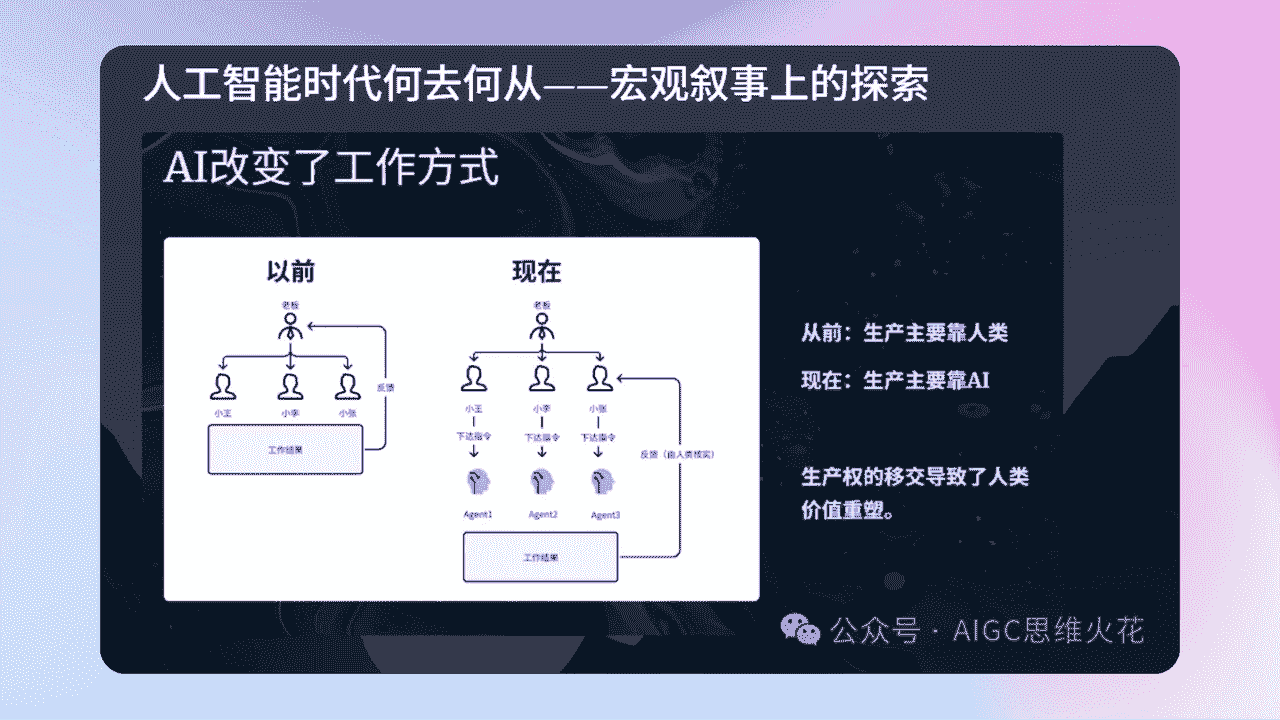 人工智能时代何去何从——宏观叙事上的探索
AI改变了工作方式
以前
老板
反馈
小王
小李
小张
工作结果
现在
老板
小王
小李
小张
下达指令
下达指令
下达指令
反馈（由人类核实）
Agent1
Agent2
Agent3
工作结果
从前：生产主要靠人类
现在：生产主要靠AI
生产权的移交导致了人类
价值重塑。
公众号 · AIGC思维火花